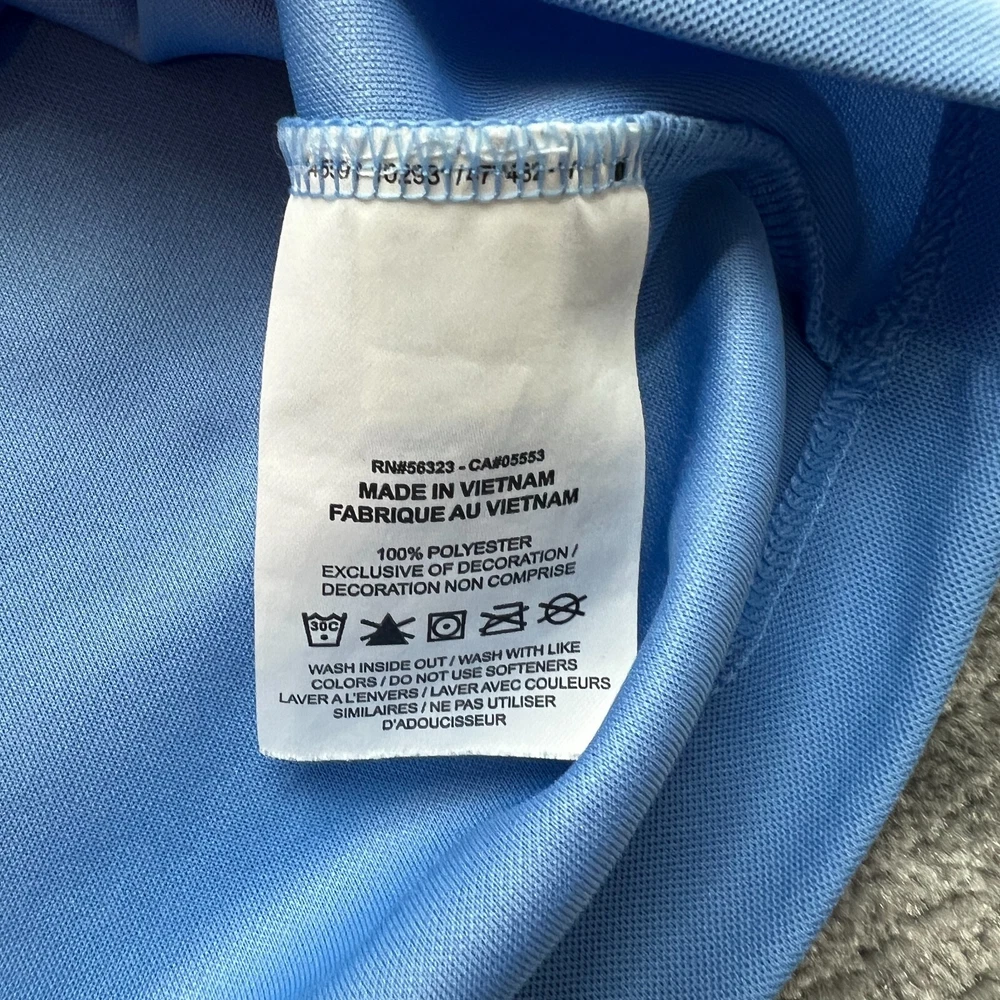 RN#56323 - CA#05553
MADE IN VIETNAM
FABRIQUE AU VIETNAM
100% POLYESTER
EXCLUSIVE OF DECORATION /
DECORATION NON COMPRISE
30C
WASH INSIDE OUT / WASH WITH LIKE
COLORS / DO NOT USE SOFTENERS
LAVER A L'ENVERS / LAVER AVEC COULEURS
SIMILAIRES / NE PAS UTILISER
D'ADOUCISSEUR